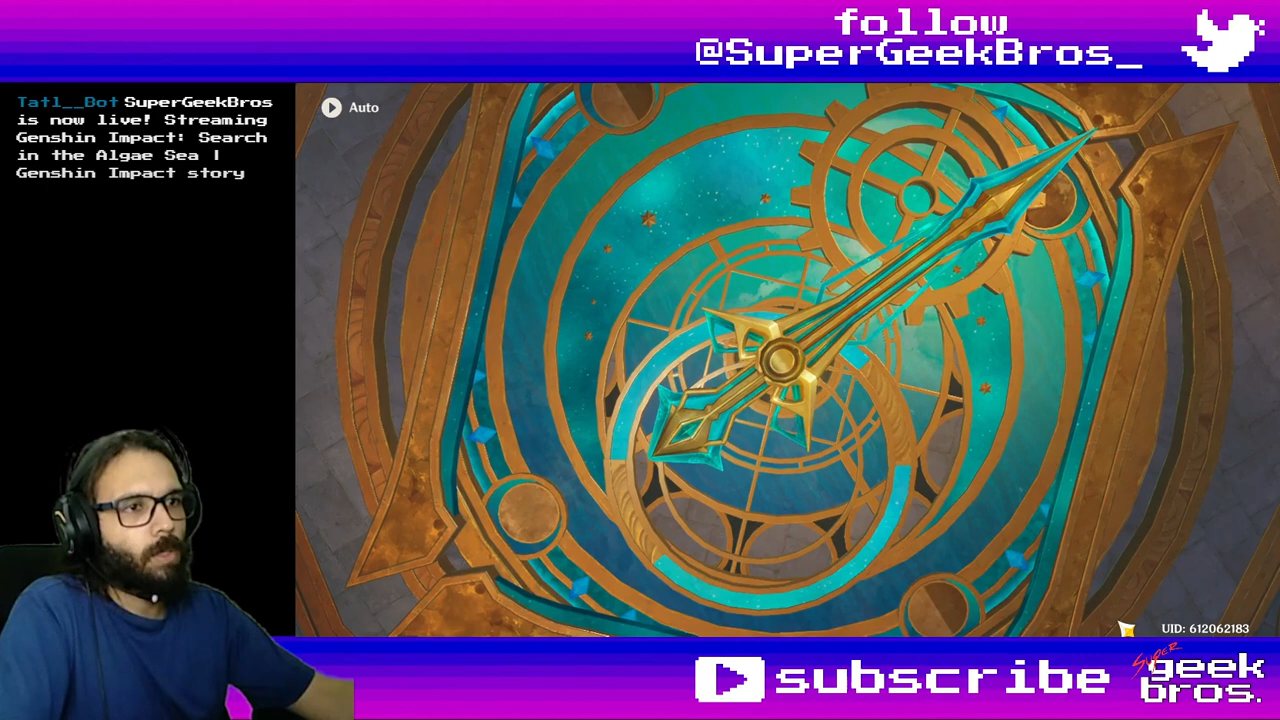 follow
@SuperGeekBros_
Tatl__Bot SuperGeekBros
is now live! Streaming
Genshin Impact: Search
in the Algae Sea |
Genshin Impact story
Auto
UID: 612062183
subscribe
SUPER
geek
bros.